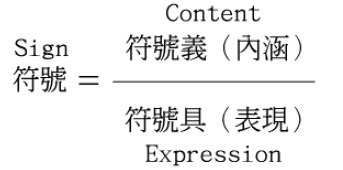 Content
Sign
符號義（內涵）
符號 =
符號具（表現）
Expression